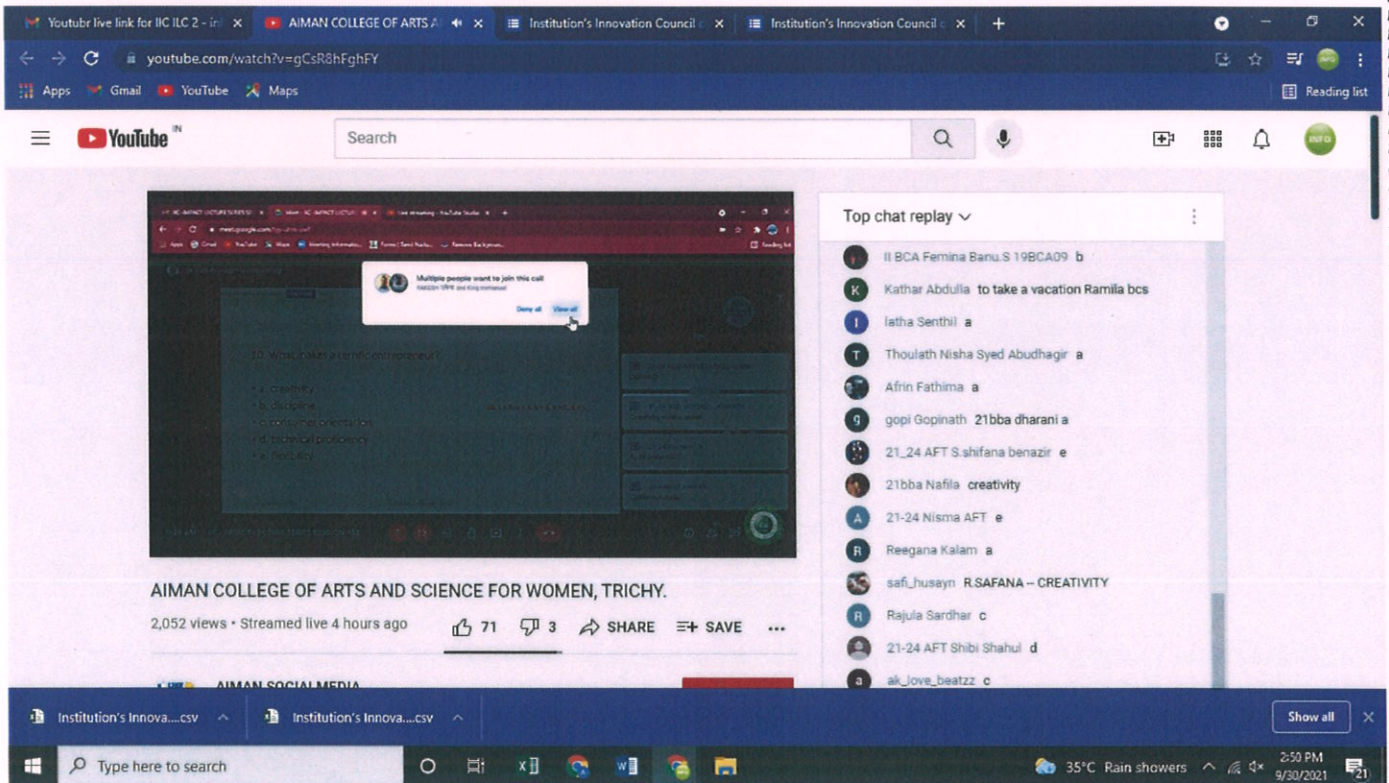 Youtubr live link for IIC ILC 2 - in
AIMAN COLLEGE OF ARTS A
Institution's Innovation Council
Institution's Innovation Council
youtube.com/watch?v=gCsR8hFghFY
Apps Gmail YouTube Maps
Reading list
YouTube IN
Search
INFO
Multiple people want to join this call
Deny all View all
10. What makes a terrific entrepreneur?
• a. creativity
• b. discipline
• c. consumer orientation
• d. technical proficiency
• e. flexibility
Top chat replay
II BCA Femina Banu.S 19BCA09 b
Kathar Abdulla to take a vacation Ramila bcs
latha Senthil a
Thoulath Nisha Syed Abudhagir a
Afrin Fathima a
gopi Gopinath 21bba dharani a
21_24 AFT S.shifana benazir e
21bba Nafila creativity
21-24 Nisma AFT e
Reegana Kalam a
safi_husayn R.SAFANA -- CREATIVITY
Rajula Sardhar c
21-24 AFT Shibi Shahul d
ak_love_beatzz c
AIMAN COLLEGE OF ARTS AND SCIENCE FOR WOMEN, TRICHY.
2,052 views • Streamed live 4 hours ago
71 3 SHARE SAVE
AIMAN SOCIAL MEDIA
Institution's Innova....csv
Institution's Innova....csv
Show all
Type here to search
35°C Rain showers
2:50 PM
9/30/2021
21